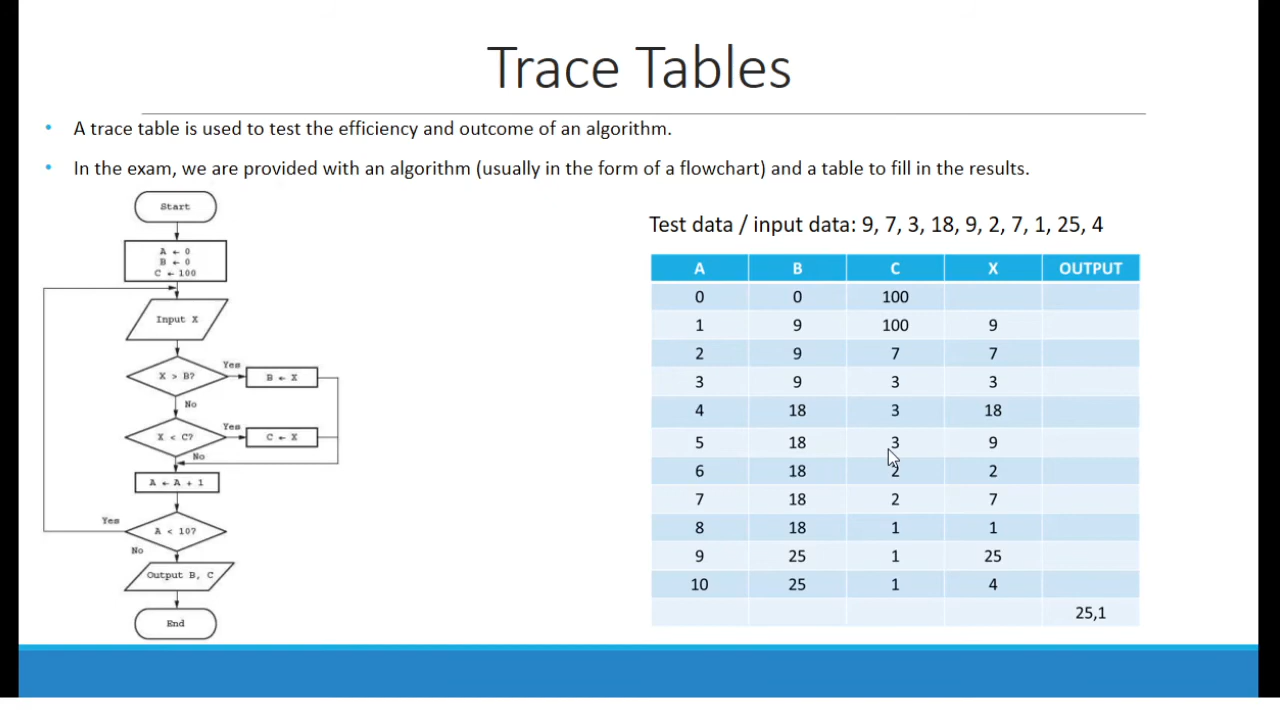 Trace Tables
• A trace table is used to test the efficiency and outcome of an algorithm.
• In the exam, we are provided with an algorithm (usually in the form of a flowchart) and a table to fill in the results.
Start
A ← 0
B ← 0
C ← 100
Input X
X > B?
Yes
B ← X
No
X < C?
Yes
C ← X
No
A ← A + 1
A < 10?
Yes
No
Output B, C
End
Test data / input data: 9, 7, 3, 18, 9, 2, 7, 1, 25, 4
A B C X OUTPUT
0 0 100
1 9 100 9
2 9 7 7
3 9 3 3
4 18 3 18
5 18 3 9
6 18 2 2
7 18 2 7
8 18 1 1
9 25 1 25
10 25 1 4
25,1